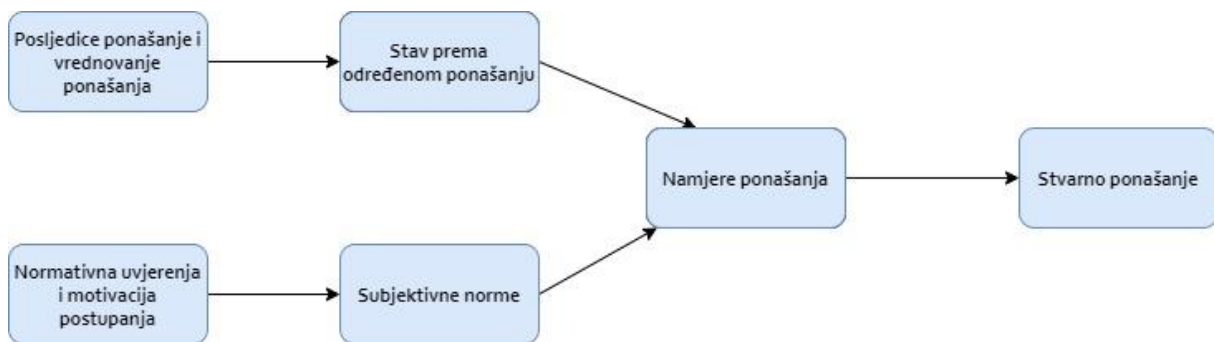 Posljedice ponašanje i
vrednovanje
ponašanja
Stav prema
određenom ponašanju
Namjere ponašanja
Stvarno ponašanje
Normativna uvjerenja
i motivacija
postupanja
Subjektivne norme